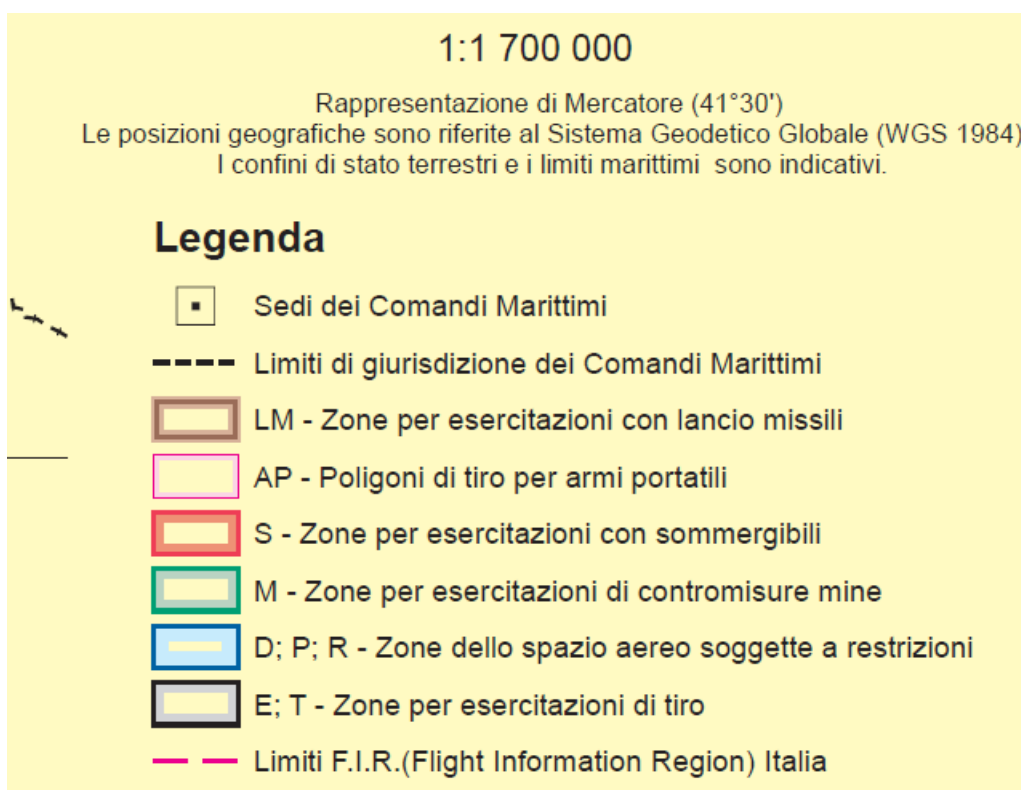 1:1 700 000
Rappresentazione di Mercatore (41°30')
Le posizioni geografiche sono riferite al Sistema Geodetico Globale (WGS 1984)
I confini di stato terrestri e i limiti marittimi sono indicativi.
Legenda
Sedi dei Comandi Marittimi
Limiti di giurisdizione dei Comandi Marittimi
LM - Zone per esercitazioni con lancio missili
AP - Poligoni di tiro per armi portatili
S - Zone per esercitazioni con sommergibili
M - Zone per esercitazioni di contromisure mine
D; P; R - Zone dello spazio aereo soggette a restrizioni
E; T - Zone per esercitazioni di tiro
Limiti F.I.R.(Flight Information Region) Italia